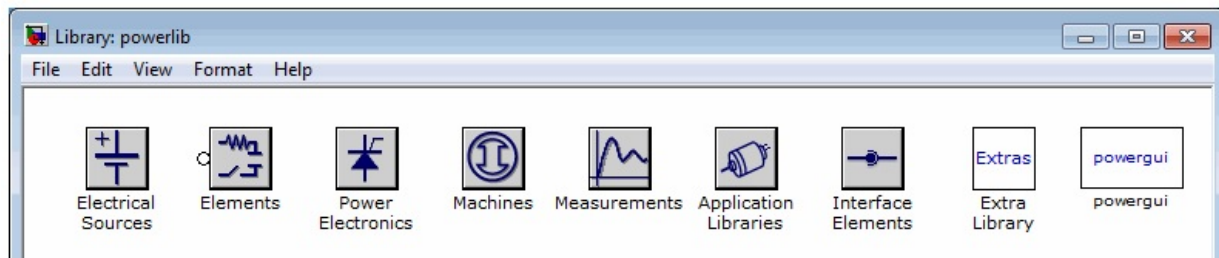 Library: powerlib
File Edit View Format Help
Extras
powergui
Electrical Sources
Elements
Power Electronics
Machines
Measurements
Application Libraries
Interface Elements
Extra Library
powergui